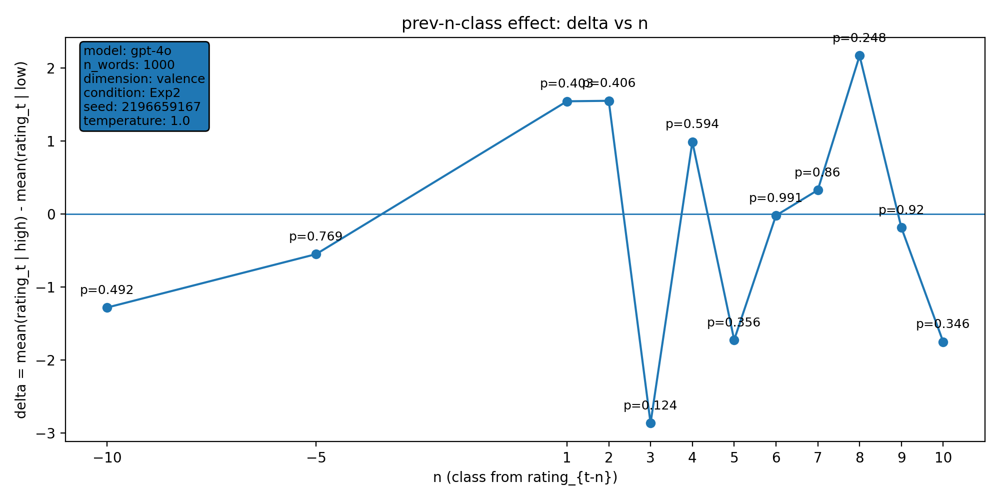 prev-n-class effect: delta vs n
model: gpt-4o
n_words: 1000
dimension: valence
condition: Exp2
seed: 2196659167
temperature: 1.0
delta = mean(rating_t | high) - mean(rating_t | low)
2
1
0
−1
−2
−3
p=0.492
p=0.769
p=0.403
p=0.406
p=0.124
p=0.594
p=0.356
p=0.991
p=0.86
p=0.248
p=0.92
p=0.346
−10 −5 1 2 3 4 5 6 7 8 9 10
n (class from rating_{t-n})